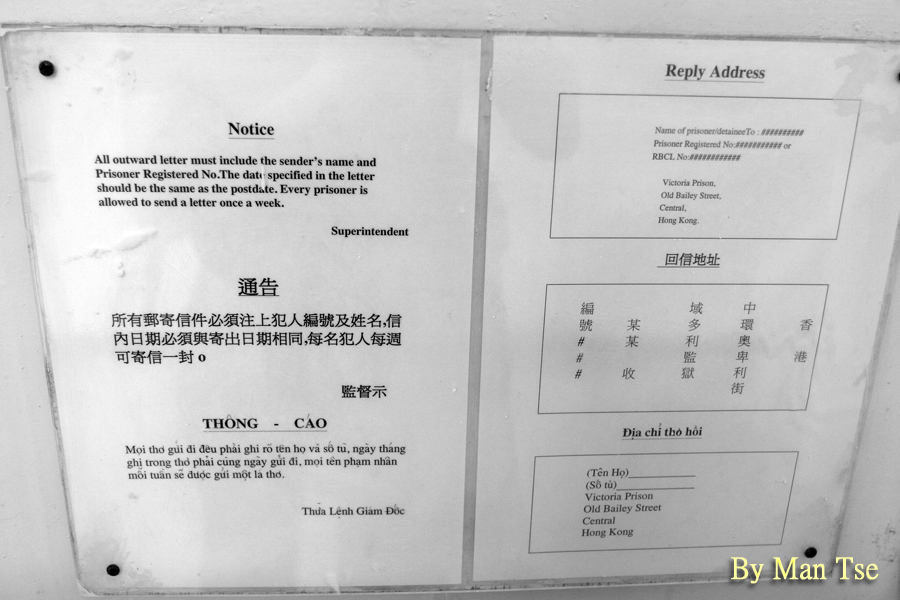 Notice
All outward letter must include the sender's name and
Prisoner Registered No.The date specified in the letter
should be the same as the postdate. Every prisoner is
allowed to send a letter once a week.
Superintendent
通告
所有郵寄信件必須注上犯人編號及姓名,信
內日期必須與寄出日期相同,每名犯人每週
可寄信一封o
監督示
THÔNG - CÁO
Mọi thơ gửi đi đều phải ghi rõ tên họ và số tù, ngày tháng
ghi trong thơ phải cùng ngày gửi đi, mọi tên phạm nhân
mỗi tuần sẽ được gửi một lá thơ.
Thừa Lệnh Giám Đốc
Reply Address
Name of prisoner/detaineeTo : ##########
Prisoner Registered No:########### or
RBCL No:############
Victoria Prison,
Old Bailey Street,
Central,
Hong Kong.
回信地址
香港
中環奧卑利街
域多利監獄
某某收
編號##
Địa chỉ thơ hồi
(Tên Họ)____________
(Số tù)______________
Victoria Prison
Old Bailey Street
Central
Hong Kong
By Man Tse